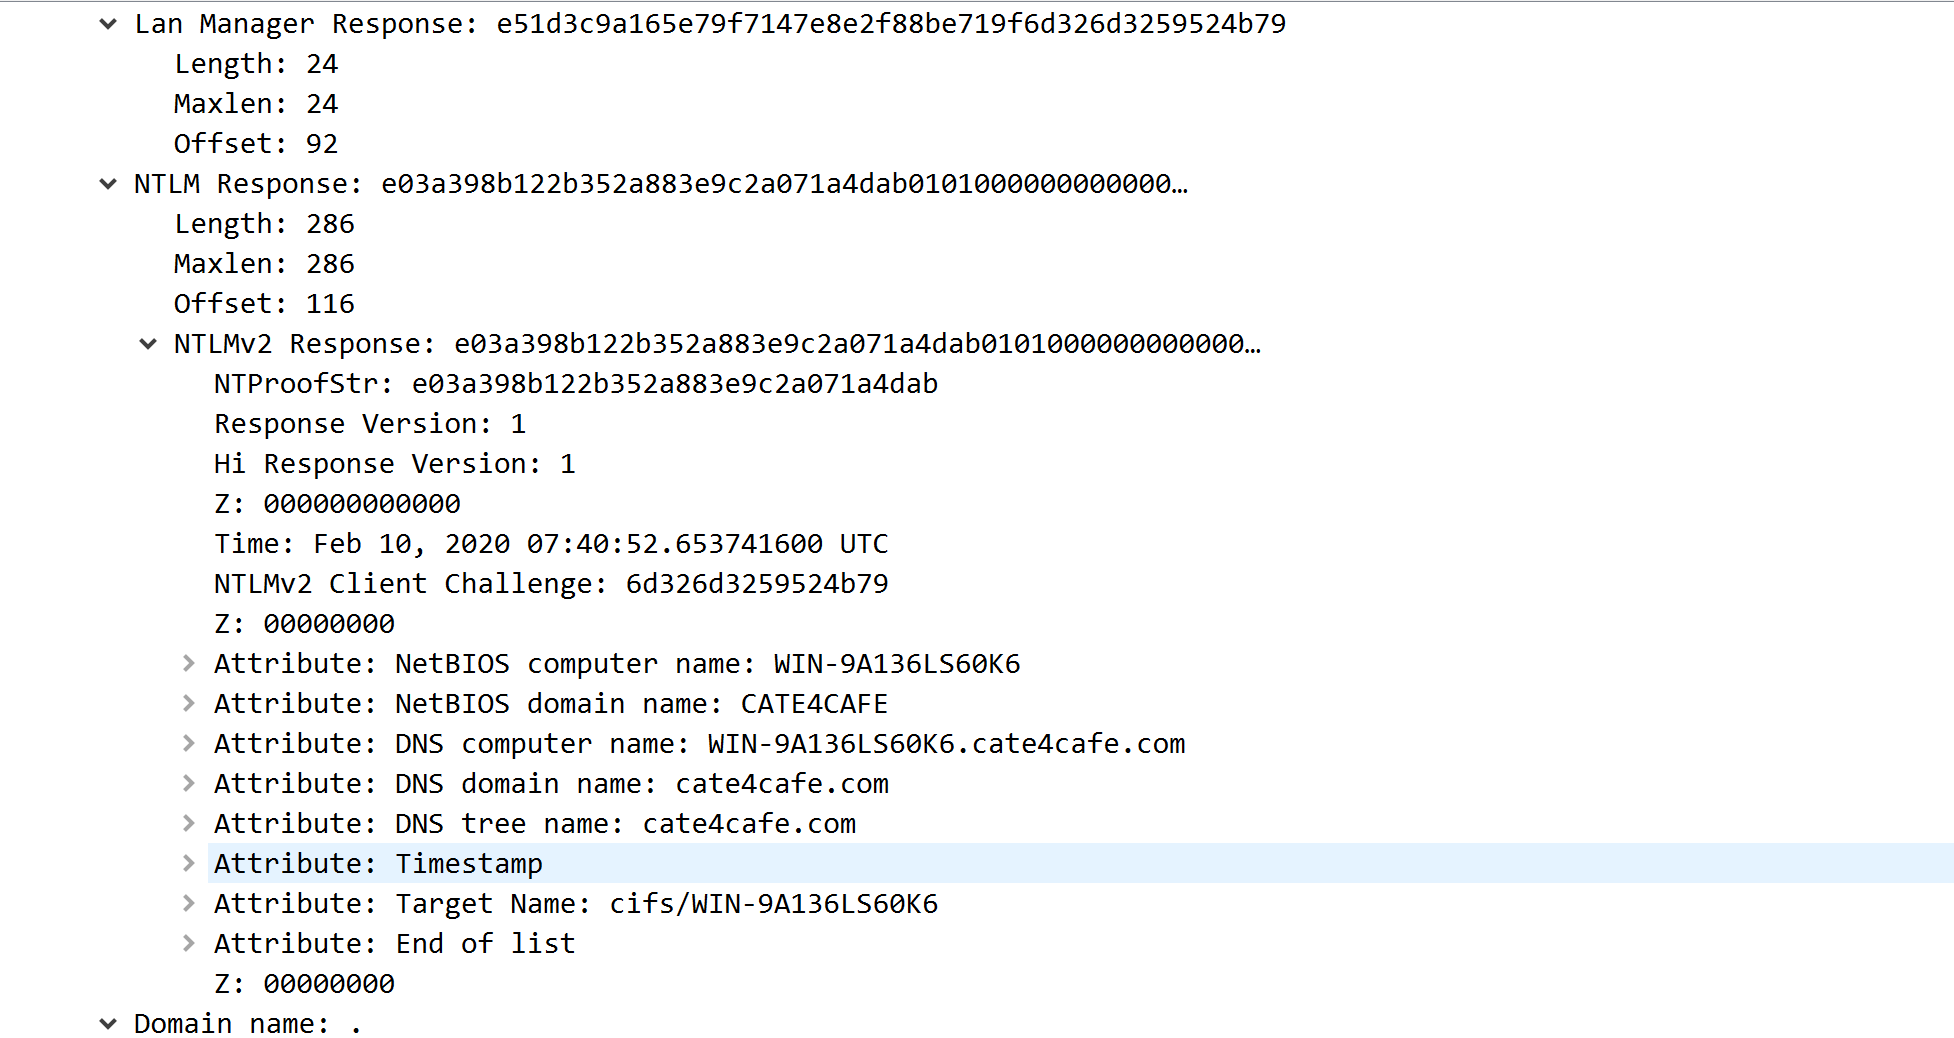 Lan Manager Response: e51d3c9a165e79f7147e8e2f88be719f6d326d3259524b79
Length: 24
Maxlen: 24
Offset: 92
NTLM Response: e03a398b122b352a883e9c2a071a4dab0101000000000000…
Length: 286
Maxlen: 286
Offset: 116
NTLMv2 Response: e03a398b122b352a883e9c2a071a4dab0101000000000000…
NTProofStr: e03a398b122b352a883e9c2a071a4dab
Response Version: 1
Hi Response Version: 1
Z: 000000000000
Time: Feb 10, 2020 07:40:52.653741600 UTC
NTLMv2 Client Challenge: 6d326d3259524b79
Z: 00000000
Attribute: NetBIOS computer name: WIN-9A136LS60K6
Attribute: NetBIOS domain name: CATE4CAFE
Attribute: DNS computer name: WIN-9A136LS60K6.cate4cafe.com
Attribute: DNS domain name: cate4cafe.com
Attribute: DNS tree name: cate4cafe.com
Attribute: Timestamp
Attribute: Target Name: cifs/WIN-9A136LS60K6
Attribute: End of list
Z: 00000000
Domain name: .